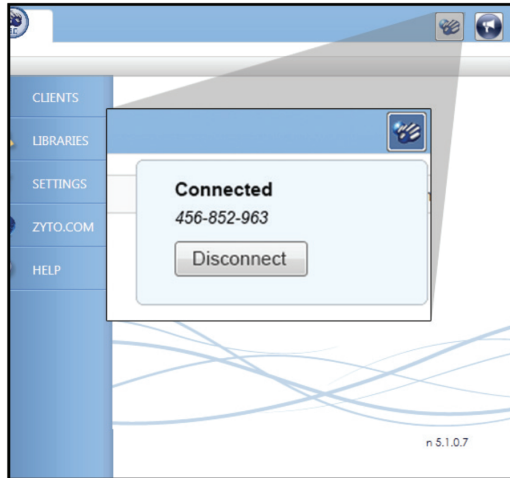 CLIENTS
LIBRARIES
SETTINGS
ZYTO.COM
HELP
Connected
456-852-963
Disconnect
n 5.1.0.7